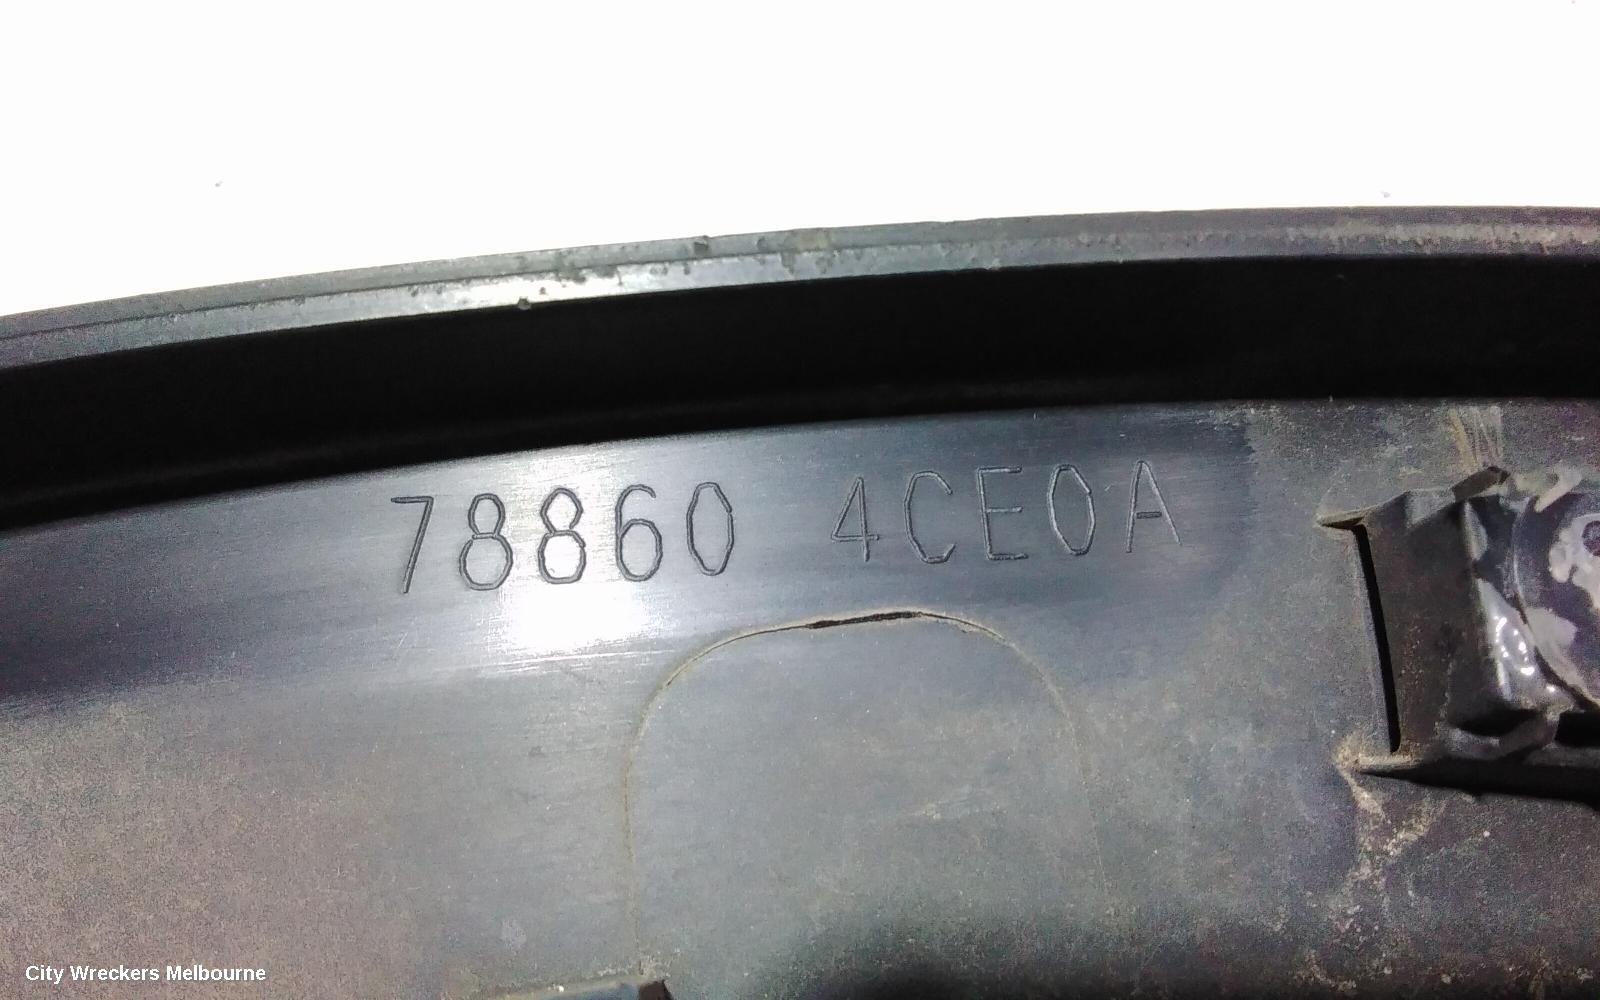 78860 4CE0A
City Wreckers Melbourne